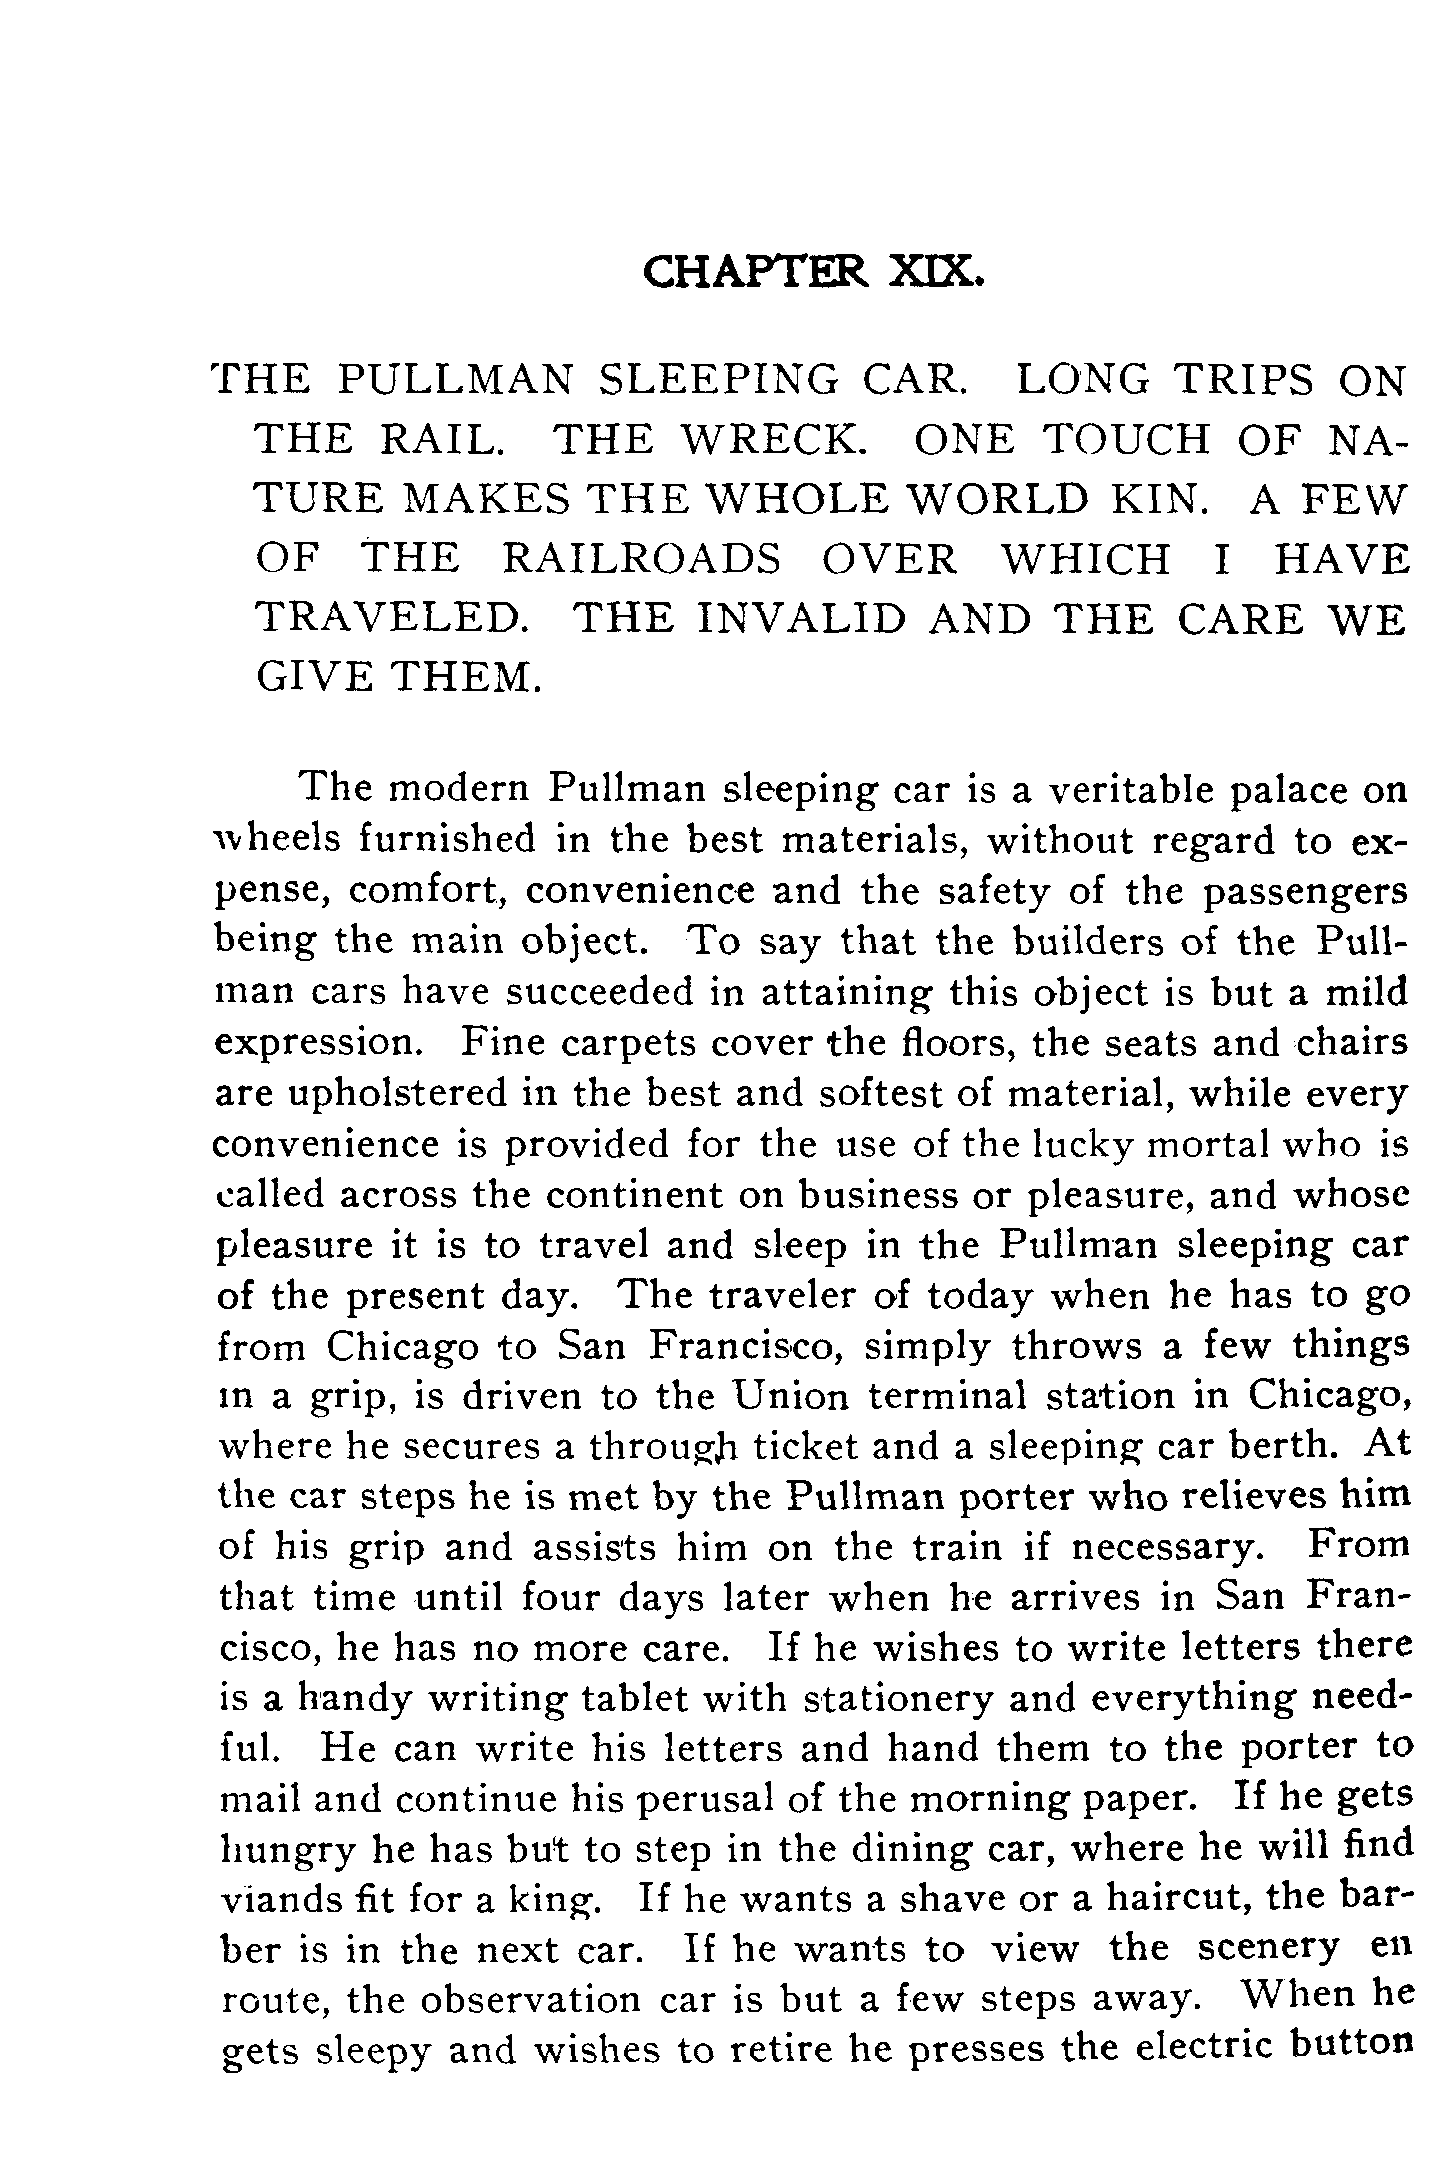 CHAPTER XIX.
THE PULLMAN SLEEPING CAR. LONG TRIPS ON
THE RAIL. THE WRECK. ONE TOUCH OF NA-
TURE MAKES THE WHOLE WORLD KIN. A FEW
OF THE RAILROADS OVER WHICH I HAVE
TRAVELED. THE INVALID AND THE CARE WE
GIVE THEM.
The modern Pullman sleeping car is a veritable palace on
wheels furnished in the best materials, without regard to ex-
pense, comfort, convenience and the safety of the passengers
being the main object. To say that the builders of the Pull-
man cars have succeeded in attaining this object is but a mild
expression. Fine carpets cover the floors, the seats and chairs
are upholstered in the best and softest of material, while every
convenience is provided for the use of the lucky mortal who is
called across the continent on business or pleasure, and whose
pleasure it is to travel and sleep in the Pullman sleeping car
of the present day. The traveler of today when he has to go
from Chicago to San Francisco, simply throws a few things
in a grip, is driven to the Union terminal station in Chicago,
where he secures a through ticket and a sleeping car berth. At
the car steps he is met by the Pullman porter who relieves him
of his grip and assists him on the train if necessary. From
that time until four days later when he arrives in San Fran-
cisco, he has no more care. If he wishes to write letters there
is a handy writing tablet with stationery and everything need-
ful. He can write his letters and hand them to the porter to
mail and continue his perusal of the morning paper. If he gets
hungry he has but to step in the dining car, where he will find
viands fit for a king. If he wants a shave or a haircut, the bar-
ber is in the next car. If he wants to view the scenery en
route, the observation car is but a few steps away. When he
gets sleepy and wishes to retire he presses the electric button